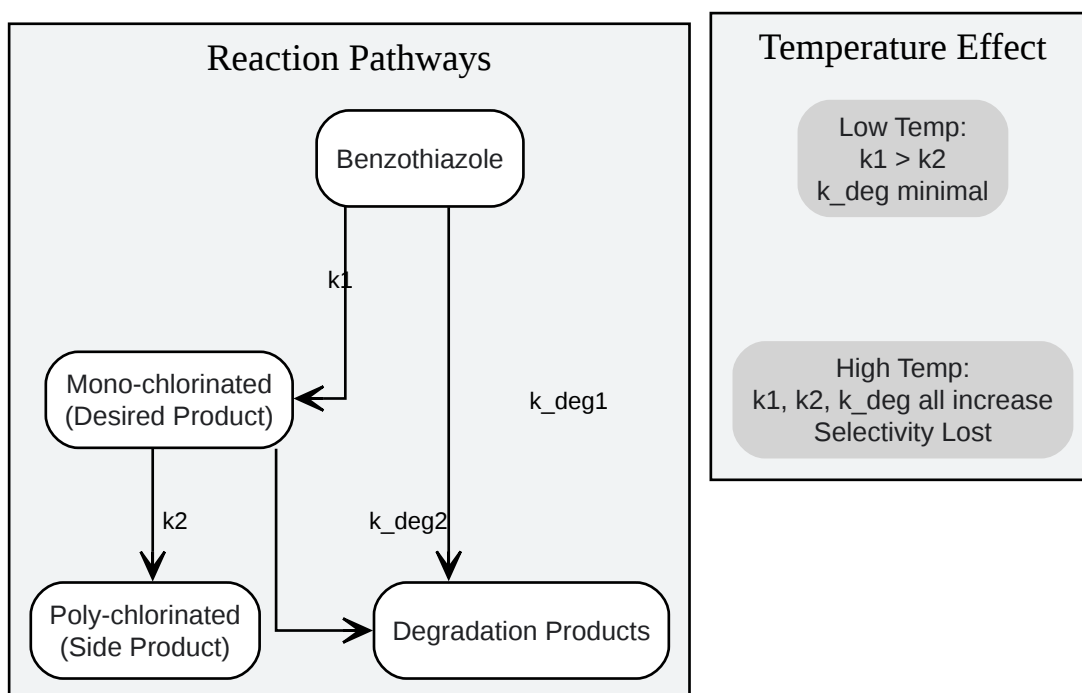 Reaction Pathways
Benzothiazole
k1
Mono-chlorinated
(Desired Product)
k_deg1
k2
k_deg2
Poly-chlorinated
(Side Product)
Degradation Products
Temperature Effect
Low Temp:
k1 > k2
k_deg minimal
High Temp:
k1, k2, k_deg all increase
Selectivity Lost